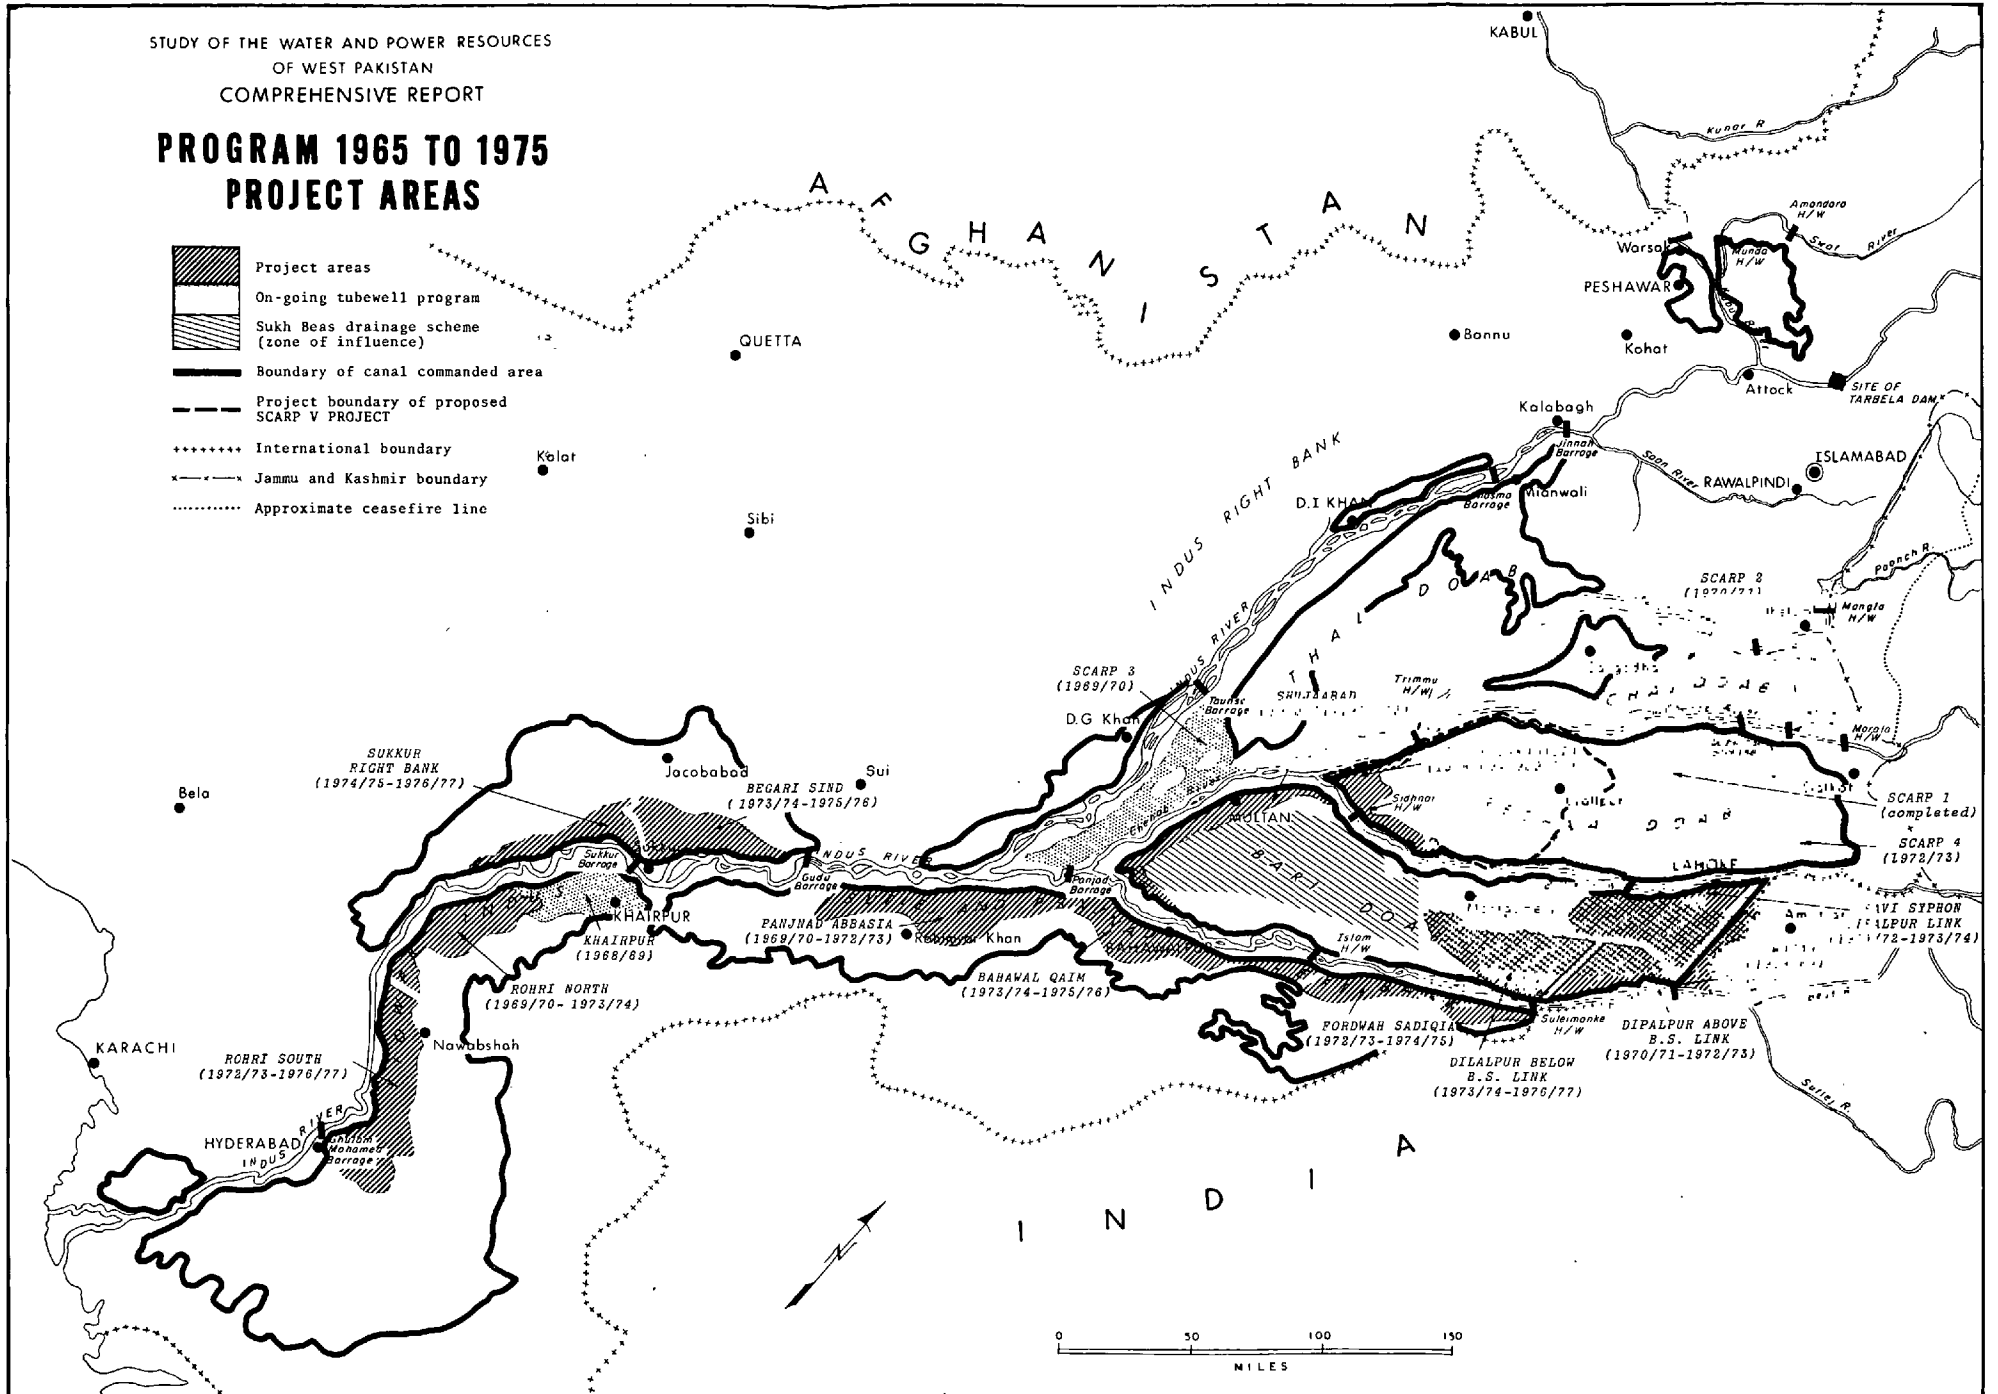 STUDY OF THE WATER AND POWER RESOURCES
OF WEST PAKISTAN
COMPREHENSIVE REPORT
PROGRAM 1965 TO 1975
PROJECT AREAS
Project areas
On-going tubewell program
Sukh Beas drainage scheme
(zone of influence)
Boundary of canal commanded area
Project boundary of proposed
SCARP V PROJECT
International boundary
Jammu and Kashmir boundary
Approximate ceasefire line
AFGHANISTAN
KABUL
Kunar R
Amandara
H/W
Swat River
Warsak
Munda
H/W
PESHAWAR
Bannu
Kohat
Attock
SITE OF
TARBELA DAM
QUETTA
Kalat
Sibi
Kalabagh
Jinnah
Barrage
Soan River
ISLAMABAD
RAWALPINDI
INDUS RIGHT BANK
D.I KHAN
Barrage
Mianwali
Poonch R.
THAL DOAB
SCARP 2
Mangla
H/W
INDUS RIVER
SCARP 3
(1969/70)
Taunsa
Barrage
SHUJAABAD
Trimmu
H/W
D.G Khan
Marala
H/W
SUKKUR
RIGHT BANK
(1974/75-1976/77)
Jacobabad
Sui
BEGARI SIND
(1973/74-1975/76)
Bela
Chenab
MULTAN
Sidhnai
H/W
SCARP 1
(completed)
SCARP 4
(1972/73)
LAHORE
Sukkur
Barrage
INDUS RIVER
Gudu
Barrage
Panjad
Barrage
BARI DOA
KHAIRPUR
KHAIRPUR
(1968/69)
PANJNAD ABBASIA
(1969/70-1972/73)
Khan
BAHAWALPUR
Islam
H/W
SYPHON
LINK
ROHRI NORTH
(1969/70-1973/74)
BAHAWAL QAIM
(1973/74-1975/76)
FORDWAH SADIQIA
(1972/73-1974/75)
Suleimanke
H/W
DIPALPUR ABOVE
B.S. LINK
(1970/71-1972/73)
DILALPUR BELOW
B.S. LINK
(1973/74-1976/77)
Sutlej R.
KARACHI
Nawabshah
ROHRI SOUTH
(1972/73-1976/77)
HYDERABAD
INDUS RIVER
Ghulam
Mohamed
Barrage
INDIA
N
0 50 100 150
MILES